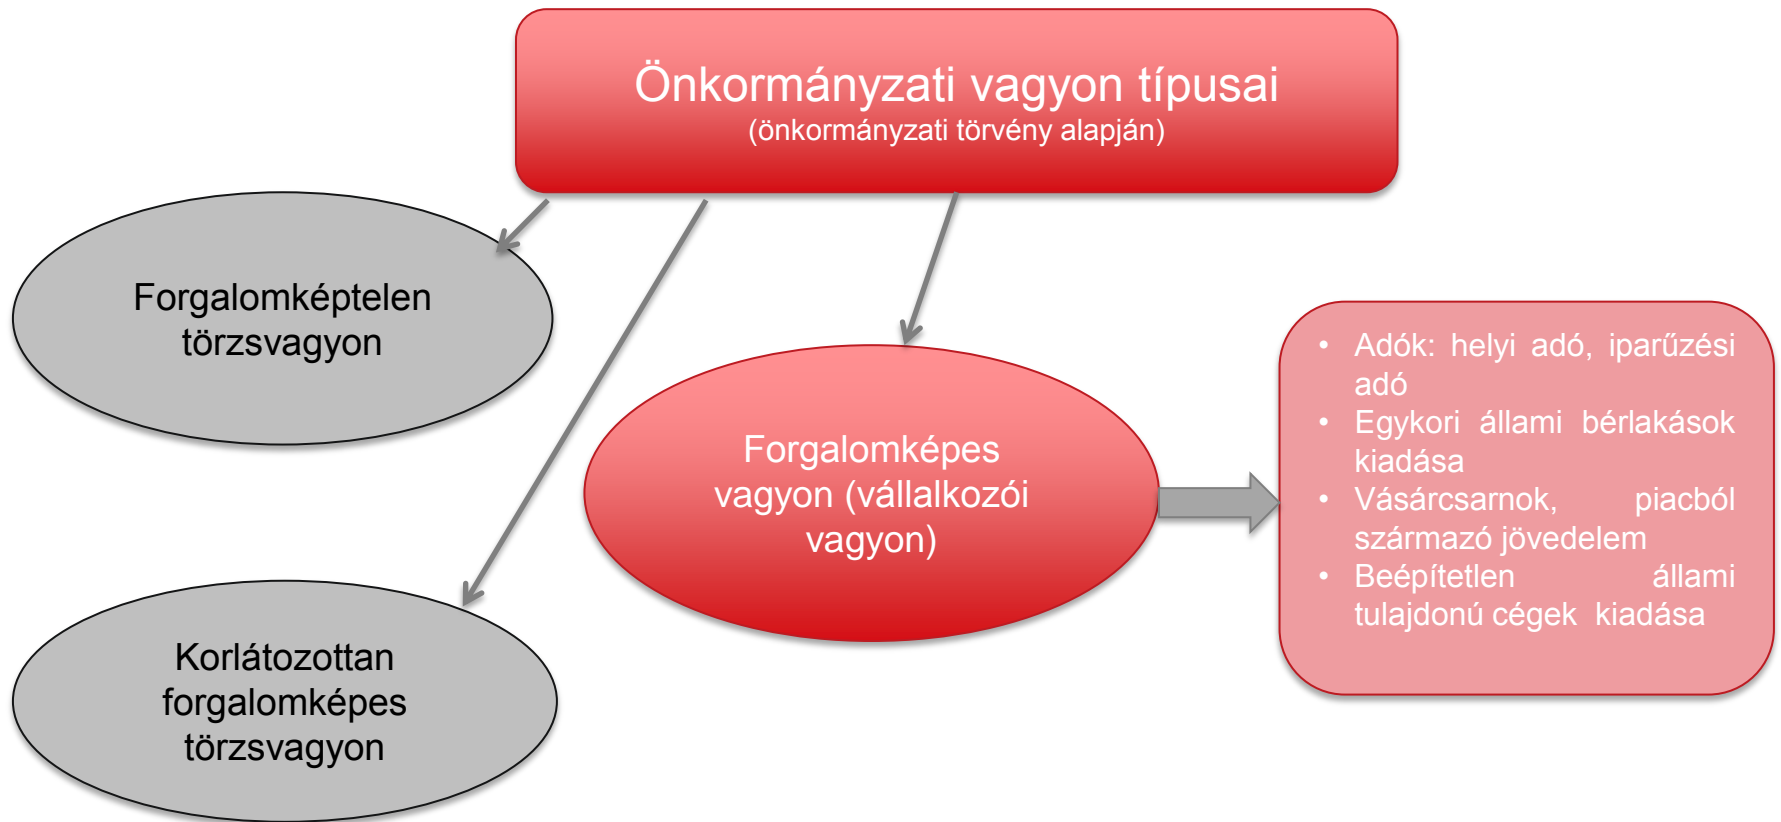 Önkormányzati vagyon típusai
(önkormányzati törvény alapján)
Forgalomképtelen
törzsvagyon
Korlátozottan
forgalomképes
törzsvagyon
Forgalomképes
vagyon (vállalkozói
vagyon)
• Adók: helyi adó, iparűzési
adó
• Egykori állami bérlakások
kiadása
• Vásárcsarnok, piacból
származó jövedelem
• Beépítetlen állami
tulajdonú cégek kiadása